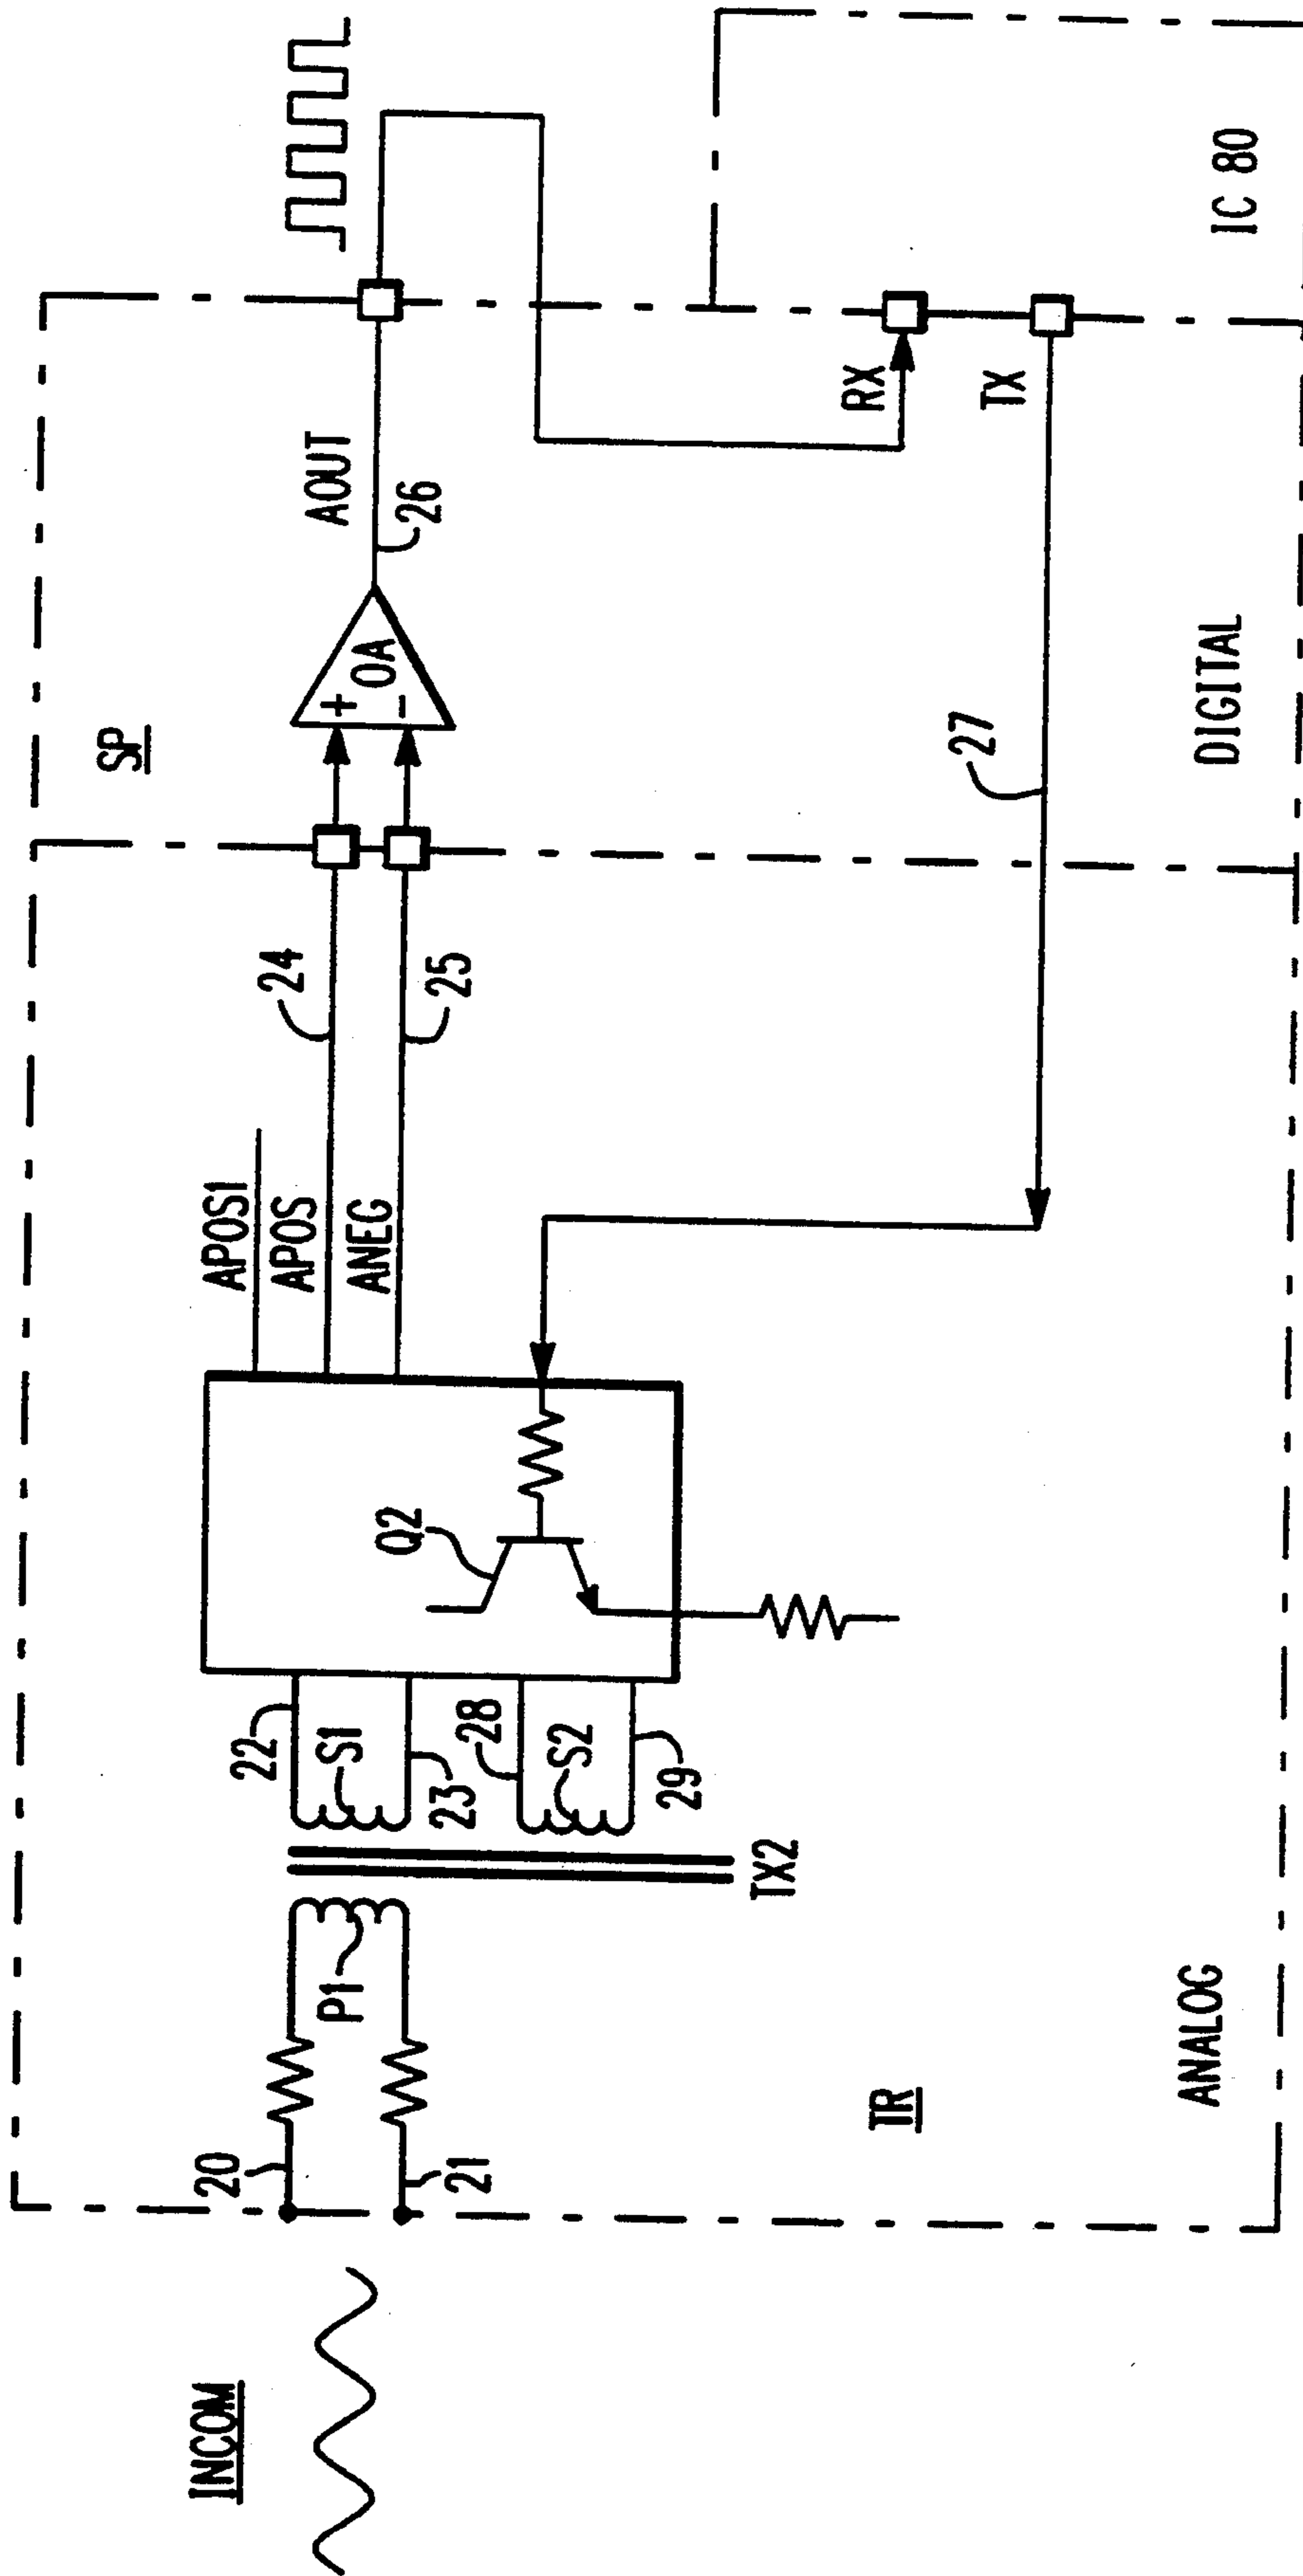 INCOM
20
21
P1
TX2
22
S1
23
28
S2
29
Q2
APOS1
APOS
ANEG
24
25
SP
+
-
OA
AOUT
26
RX
TX
27
TR
ANALOG
DIGITAL
IC 80